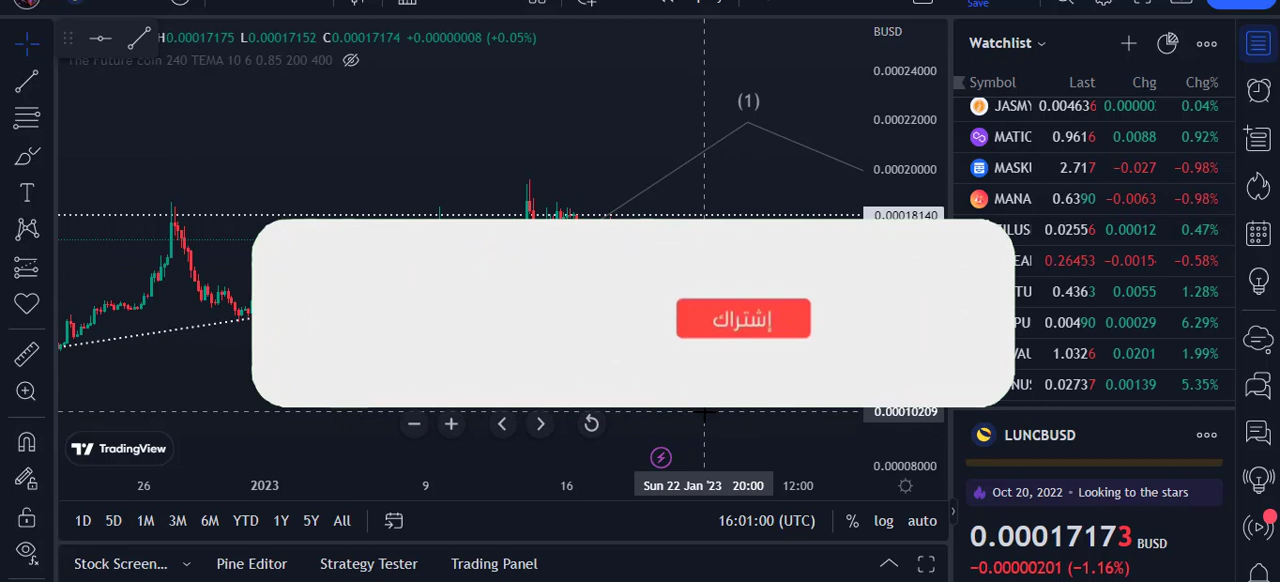 Save
H0.00017175 L0.00017152 C0.00017174 +0.00000008 (+0.05%)
The Future coin 240 TEMA 10 6 0.85 200 400
BUSD
0.00024000
0.00022000
0.00020000
0.00018140
0.00010209
0.00008000
(1)
إشتراك
TradingView
26
2023
9
16
Sun 22 Jan '23 20:00
12:00
1D 5D 1M 3M 6M YTD 1Y 5Y All
16:01:00 (UTC)
% log auto
Stock Screen...
Pine Editor
Strategy Tester
Trading Panel
Watchlist
Symbol Last Chg Chg%
JASMY 0.004636 0.00000 0.04%
MATIC 0.9616 0.0088 0.92%
MASK 2.717 -0.027 -0.98%
MANA 0.6390 -0.0063 -0.98%
ILUS 0.02556 0.00012 0.47%
EAI 0.26453 -0.0015 -0.58%
TU 0.4363 0.0055 1.28%
PU 0.00490 0.00029 6.29%
VAL 1.0326 0.0201 1.99%
NUS 0.02737 0.00139 5.35%
LUNCBUSD
Oct 20, 2022 • Looking to the stars
0.00017173 BUSD
−0.00000201 (−1.16%)